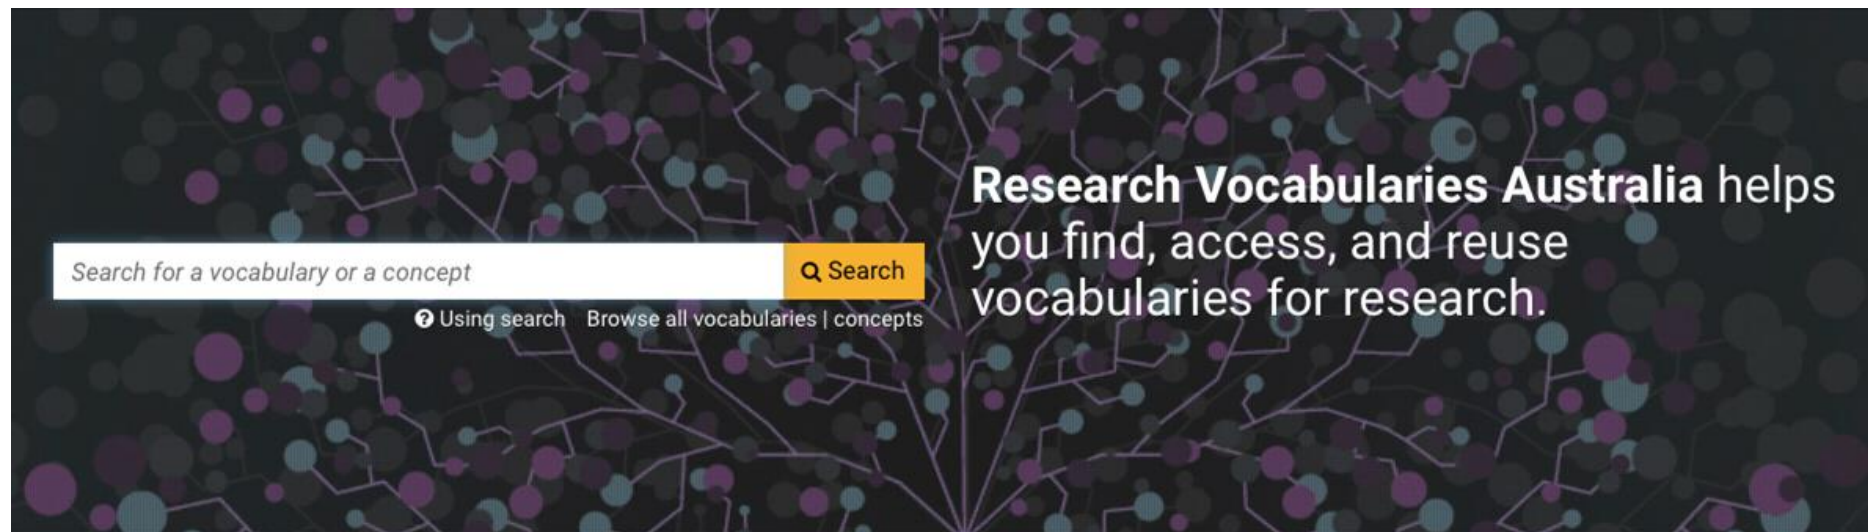 Search for a vocabulary or a concept
Search
Using search Browse all vocabularies | concepts
Research Vocabularies Australia helps
you find, access, and reuse
vocabularies for research.